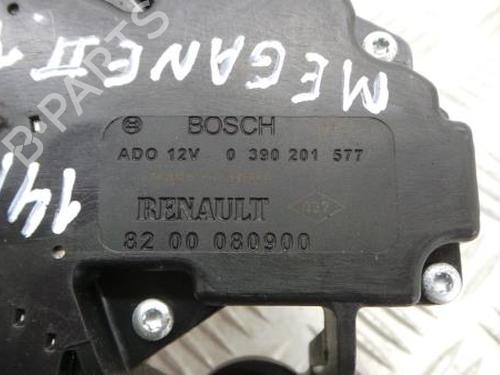 MEGANE II
BOSCH
ADO 12V 0 390 201 577
RENAULT
82 00 080900
14
B-PARTS